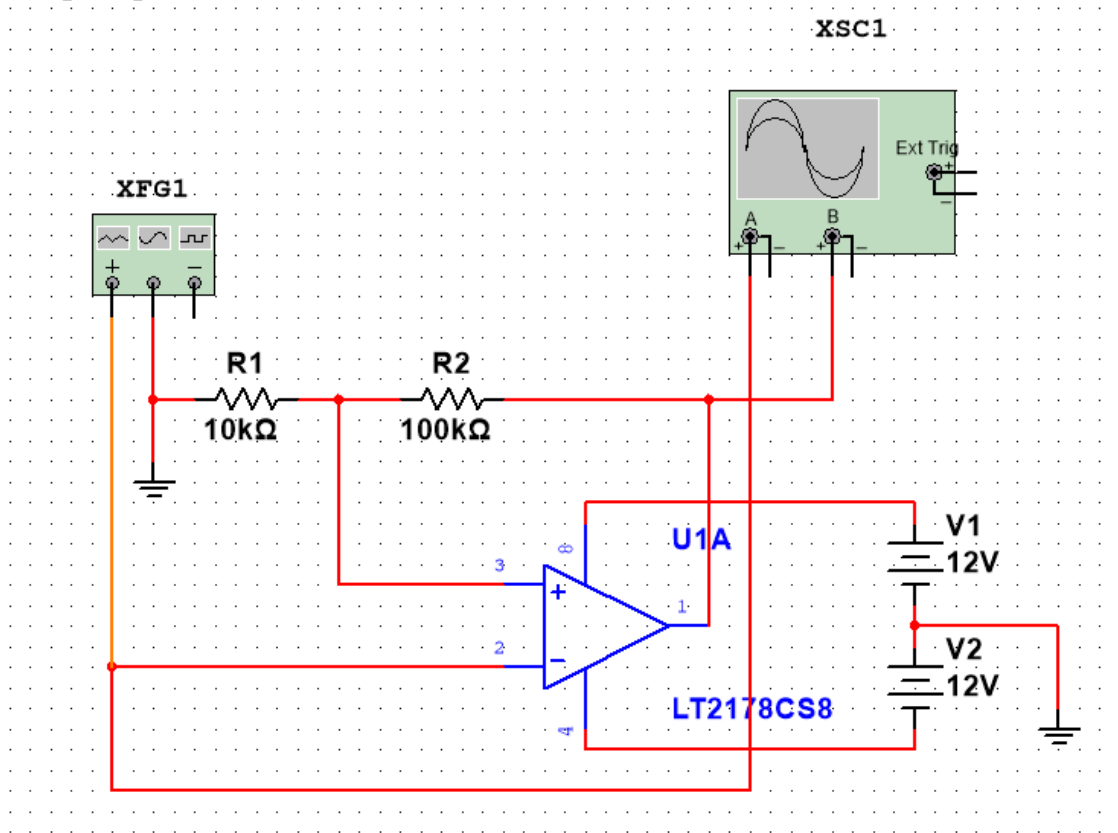 XSC1
Ext Trig
+
−
A
B
+ −
+ −
XFG1
+ −
R1
10kΩ
R2
100kΩ
U1A
8
3
+
1
2
−
4
LT2178CS8
V1
12V
V2
12V